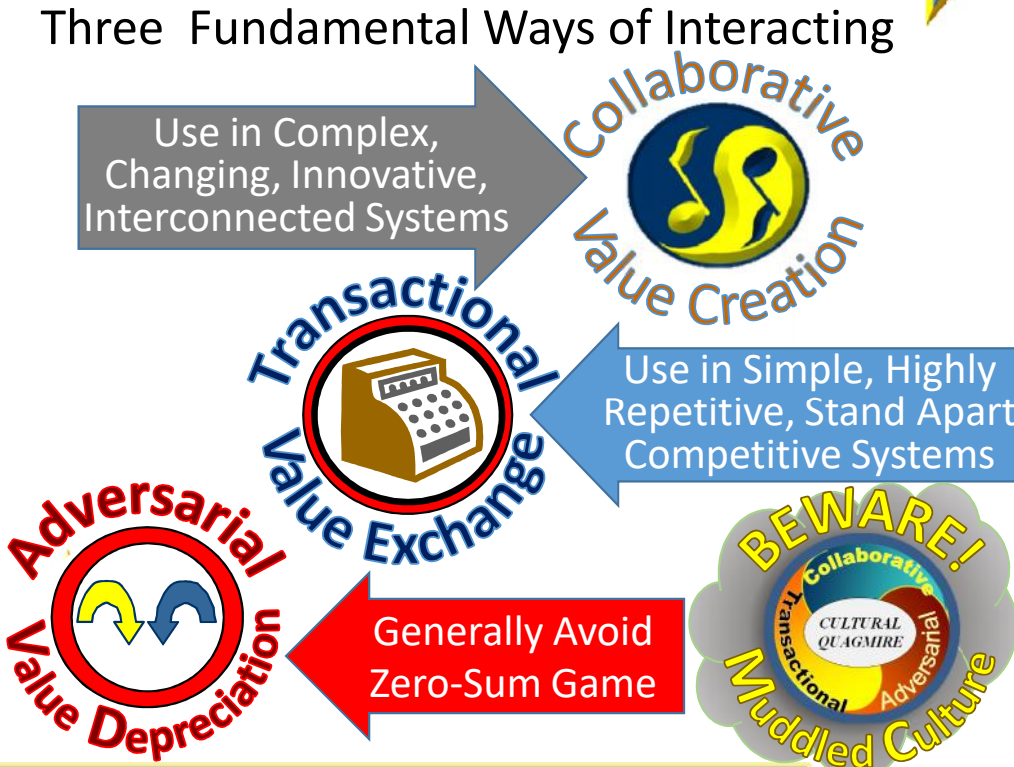 Three Fundamental Ways of Interacting
Use in Complex,
Changing, Innovative,
Interconnected Systems
Collaborative
Value Creation
Transactional
Value Exchange
Use in Simple, Highly
Repetitive, Stand Apart
Competitive Systems
Adversarial
Value Depreciation
Generally Avoid
Zero-Sum Game
BEWARE!
Collaborative
Transactional
Adversarial
CULTURAL
QUAGMIRE
Muddled Culture